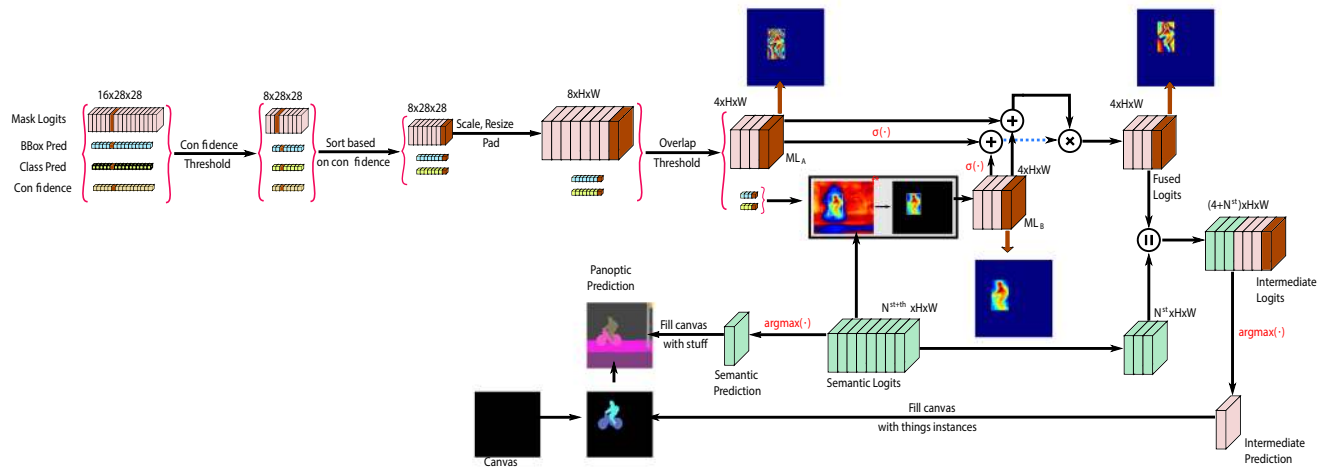 16x28x28
Mask Logits
BBox Pred
Class Pred
Con fidence
Con fidence
Threshold
8x28x28
Sort based
on con fidence
8x28x28
Scale, Resize
Pad
8xHxW
Overlap
Threshold
4xHxW
ML_A
σ(·)
+
+
×
σ(·)
4xHxW
ML_B
4xHxW
Fused
Logits
(4+N^st)xHxW
Intermediate
Logits
Panoptic
Prediction
Fill canvas
with stuff
argmax(·)
Semantic
Prediction
N^st+th xHxW
Semantic Logits
N^st xHxW
argmax(·)
Canvas
Fill canvas
with things instances
Intermediate
Prediction